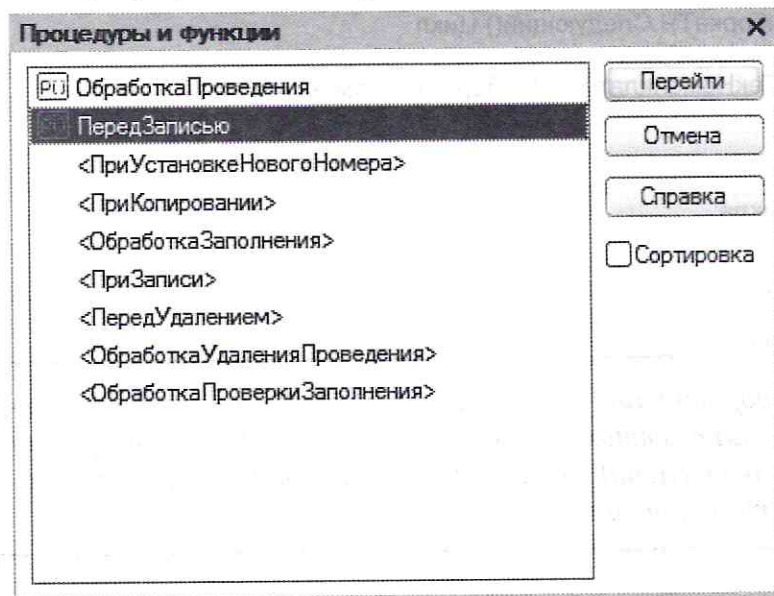 Процедуры и функции
ОбработкаПроведения
ПередЗаписью
<ПриУстановкеНовогоНомера>
<ПриКопировании>
<ОбработкаЗаполнения>
<ПриЗаписи>
<ПередУдалением>
<ОбработкаУдаленияПроведения>
<ОбработкаПроверкиЗаполнения>
Перейти
Отмена
Справка
Сортировка